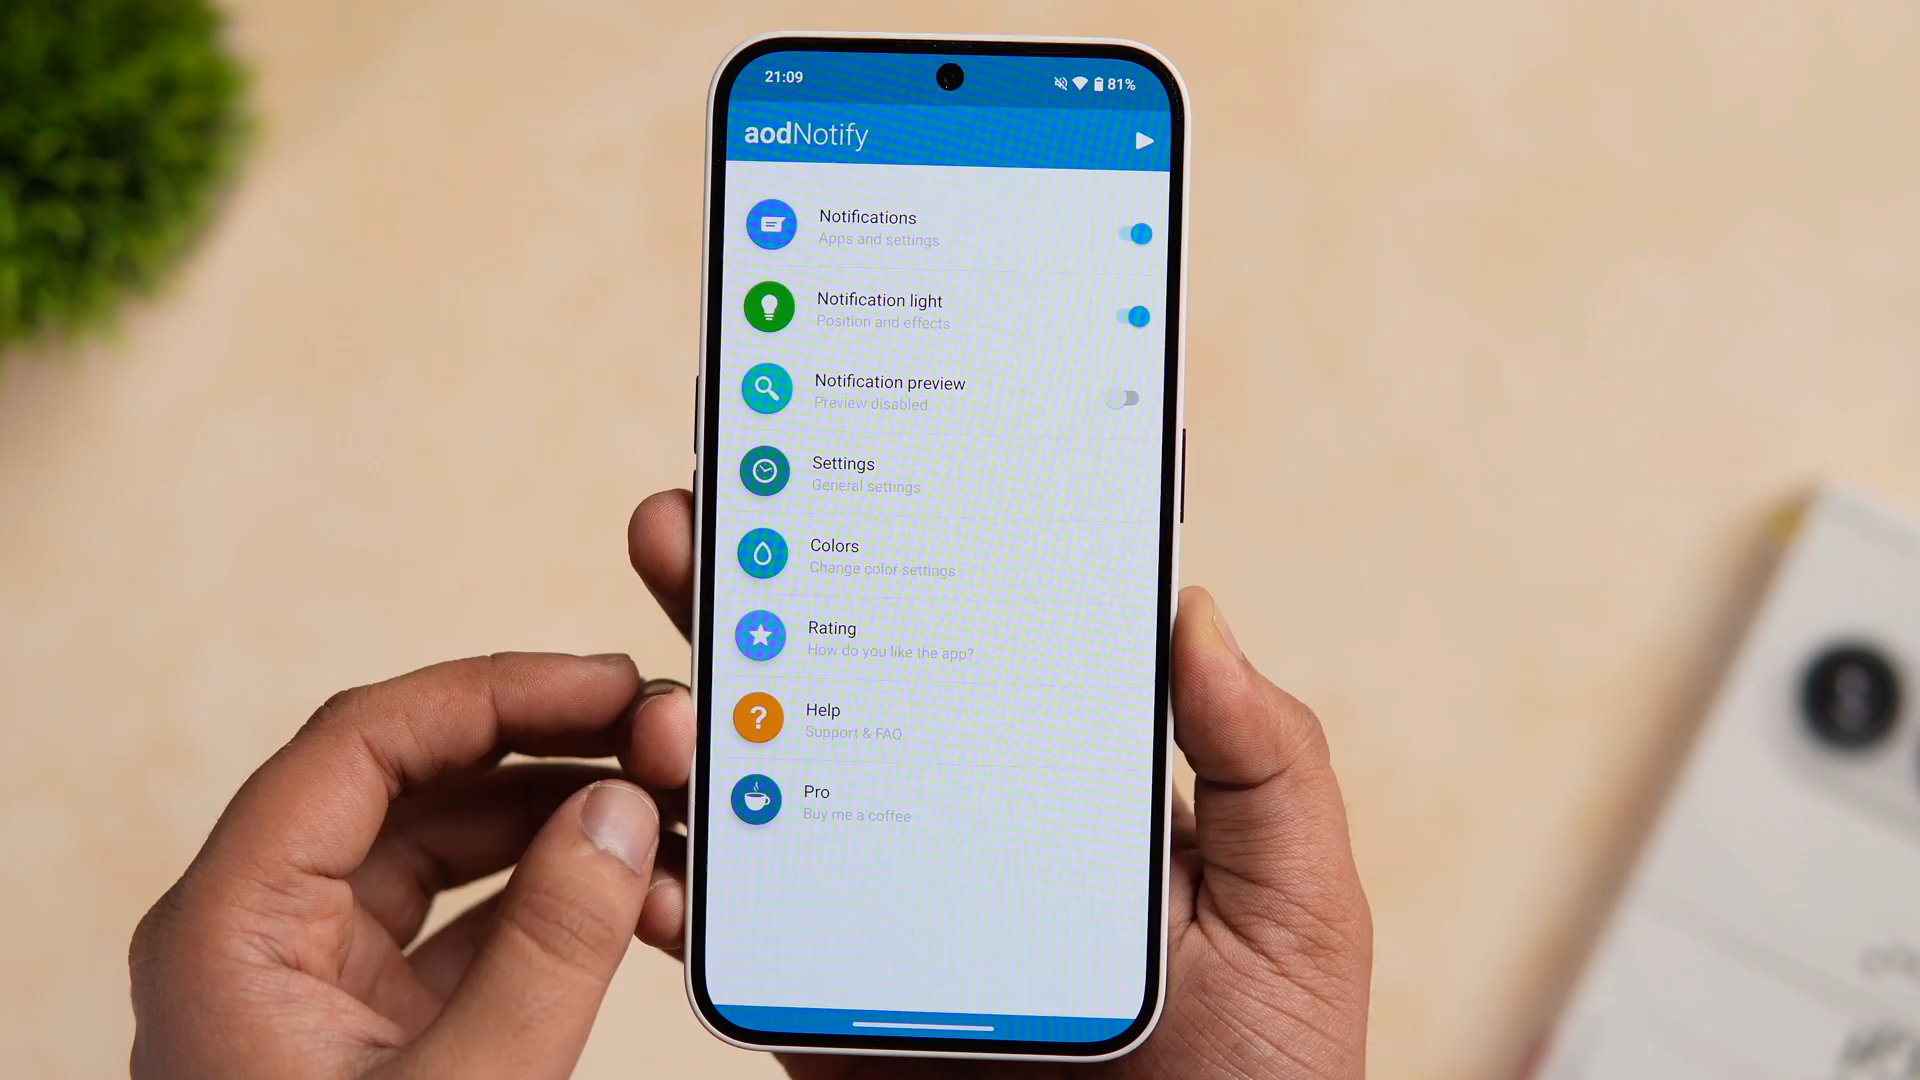 21:09
81%
aodNotify
Notifications
Apps and settings
Notification light
Position and effects
Notification preview
Preview disabled
Settings
General settings
Colors
Change color settings
Rating
How do you like the app?
Help
Support & FAQ
Pro
Buy me a coffee